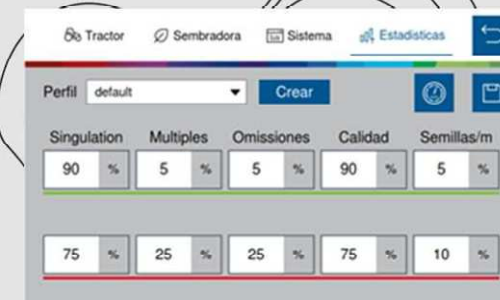 Tractor Sembradora Sistema Estadísticas
Perfil default Crear
Singulation Multiples Omissiones Calidad Semillas/m
90 % 5 % 5 % 90 % 5 %
75 % 25 % 25 % 75 % 10 %